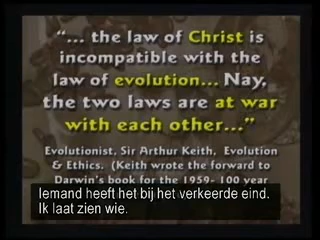 “... the law of Christ is
incompatible with the
law of evolution... Nay,
the two laws are at war
with each other...”
Evolutionist, Sir Arthur Keith, Evolution
& Ethics. (Keith wrote the forward to
Darwin's book for the 1959- 100 year
Iemand heeft het bij het verkeerde eind.
Ik laat zien wie.